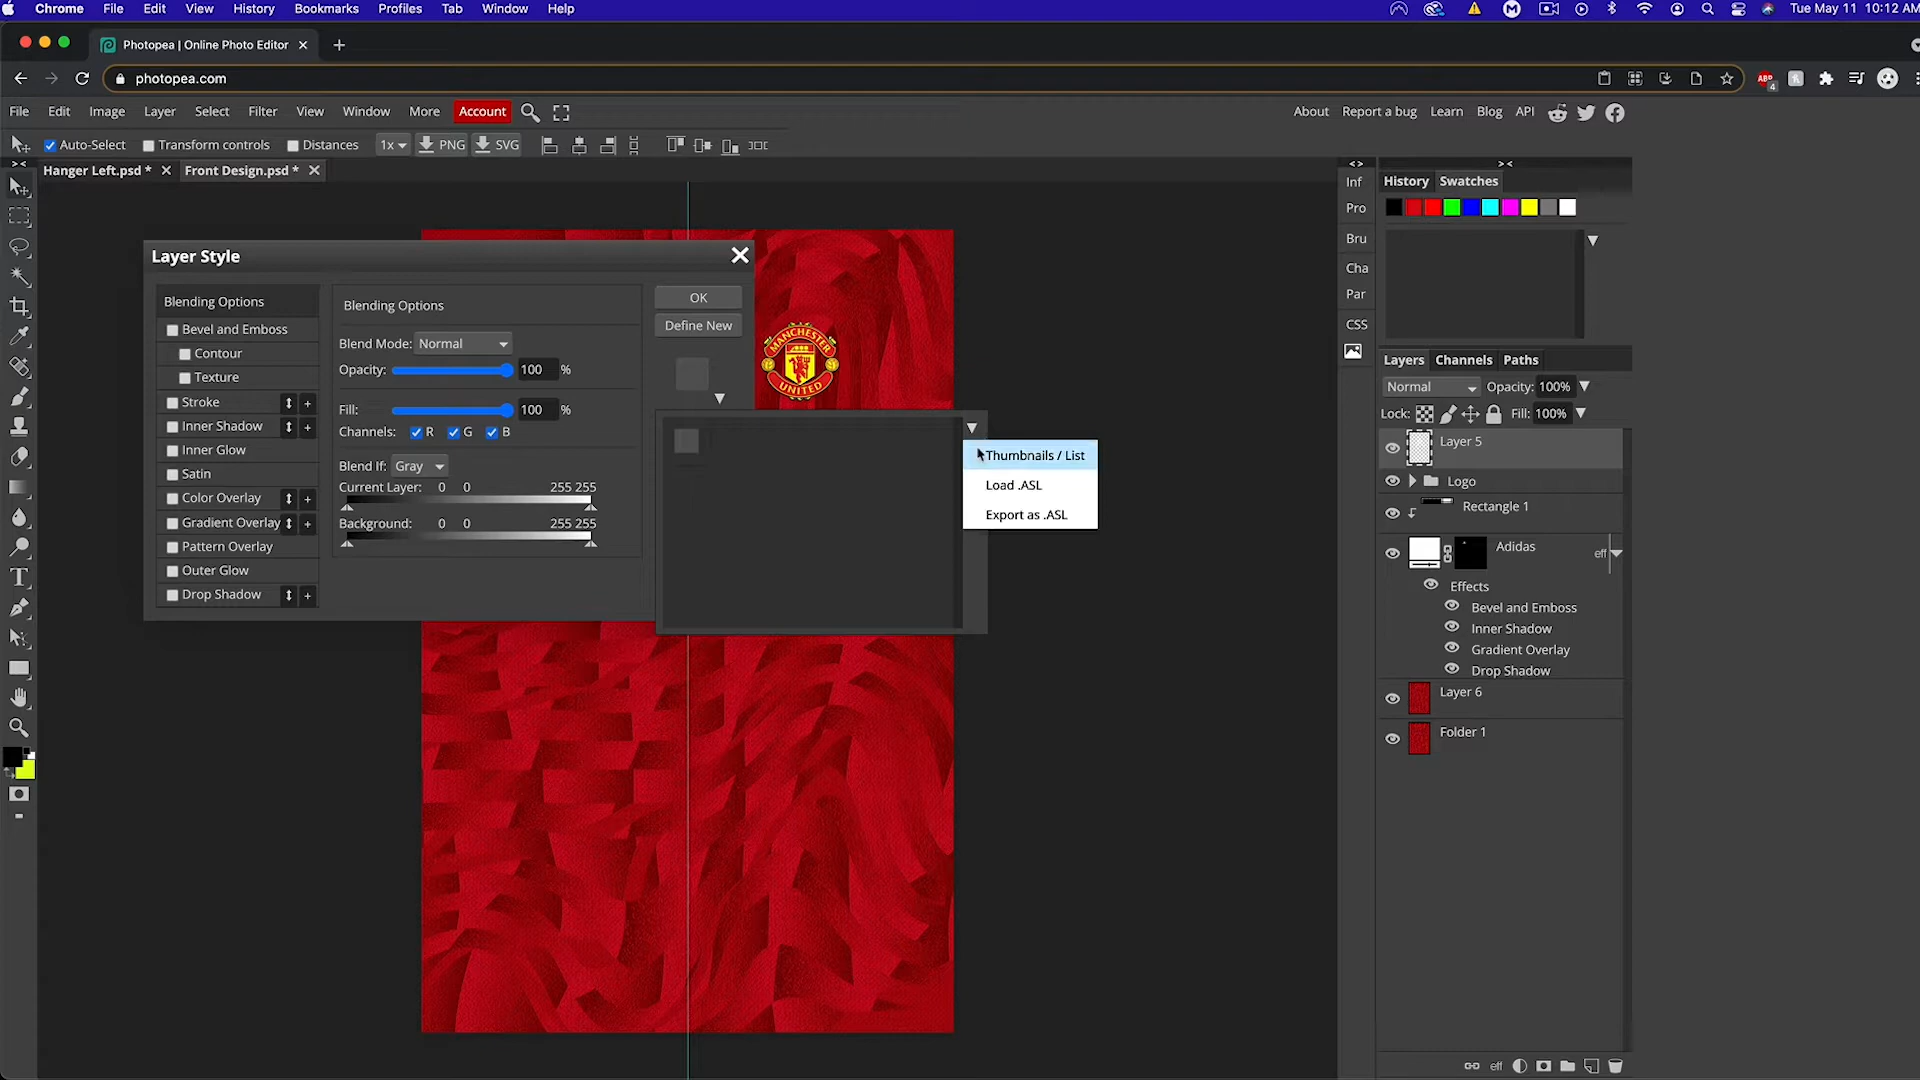 Chrome File Edit View History Bookmarks Profiles Tab Window Help
Tue May 11 10:12 AM
Photopea | Online Photo Editor
photopea.com
ABP
4
File Edit Image Layer Select Filter View Window More Account
About Report a bug Learn Blog API
Auto-Select Transform controls Distances 1x PNG SVG
Hanger Left.psd *
Front Design.psd *
Inf
Pro
Bru
Cha
Par
CSS
History Swatches
Layer Style
Blending Options
Bevel and Emboss
Contour
Texture
Stroke
Inner Shadow
Inner Glow
Satin
Color Overlay
Gradient Overlay
Pattern Overlay
Outer Glow
Drop Shadow
Blending Options
Blend Mode: Normal
Opacity: 100 %
Fill: 100 %
Channels: R G B
Blend If: Gray
Current Layer: 0 0 255 255
Background: 0 0 255 255
OK
Define New
MANCHESTER
UNITED
Thumbnails / List
Load .ASL
Export as .ASL
Layers Channels Paths
Normal Opacity: 100%
Lock: Fill: 100%
Layer 5
Logo
Rectangle 1
Adidas eff
Effects
Bevel and Emboss
Inner Shadow
Gradient Overlay
Drop Shadow
Layer 6
Folder 1
eff